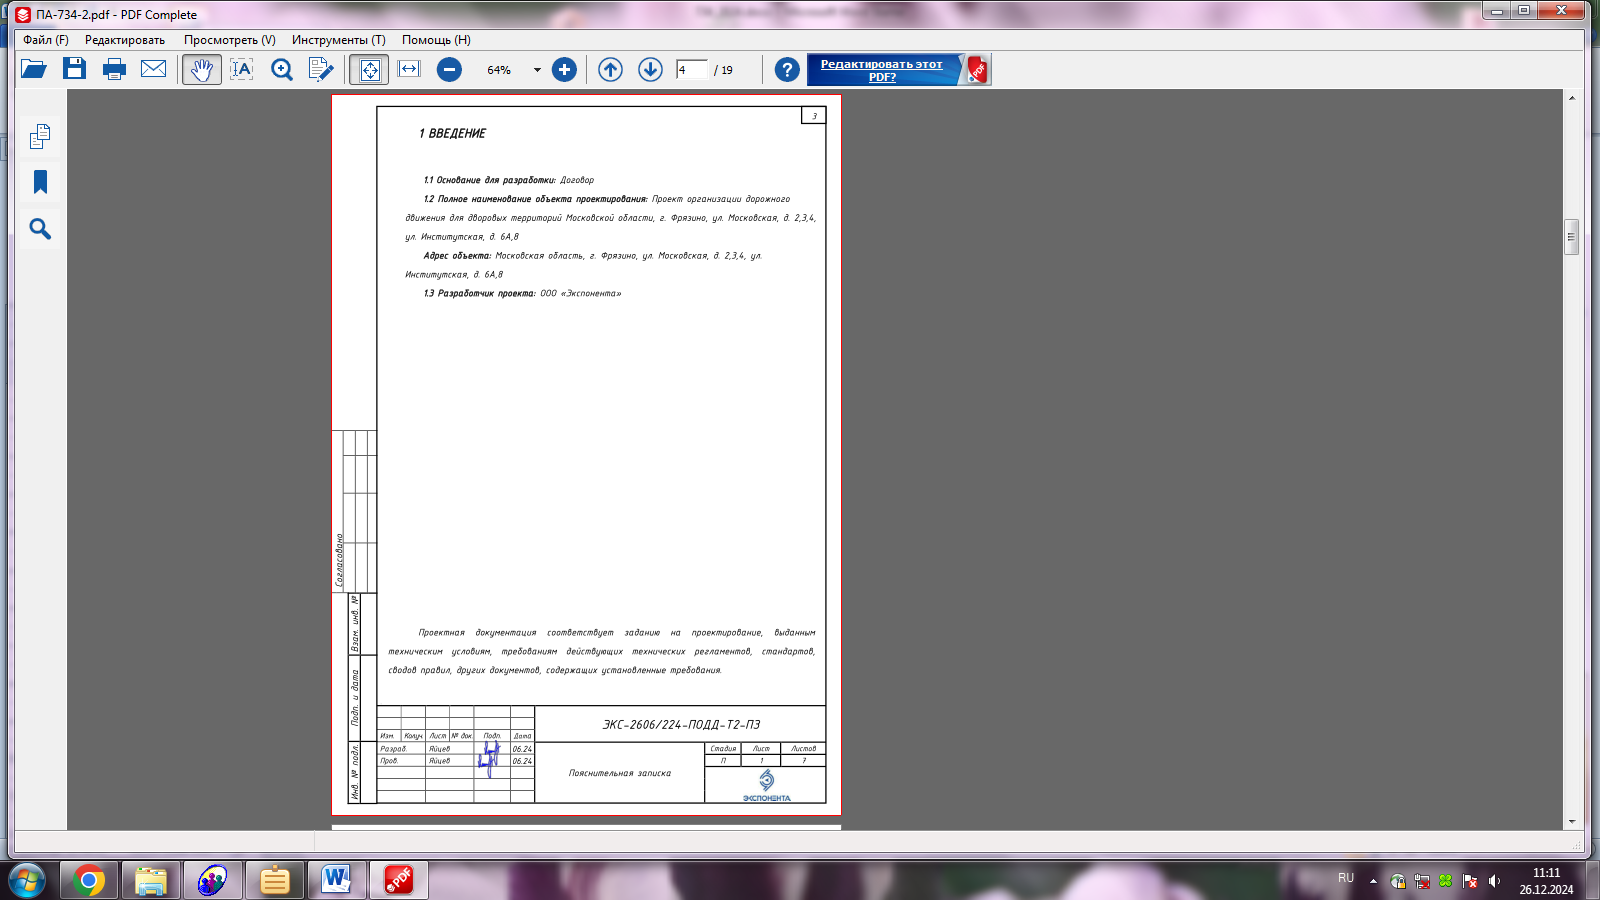 ПА-734-2.pdf - PDF Complete
Файл (F) Редактировать Просмотреть (V) Инструменты (T) Помощь (H)
64% 4 / 19 Редактировать этот PDF?
3
1 ВВЕДЕНИЕ
1.1 Основание для разработки: Договор
1.2 Полное наименование объекта проектирования: Проект организации дорожного
движения для дворовых территорий Московской области, г. Фрязино, ул. Московская, д. 2,3,4,
ул. Институтская, д. 6А,8
Адрес объекта: Московская область, г. Фрязино, ул. Московская, д. 2,3,4, ул.
Институтская, д. 6А,8
1.3 Разработчик проекта: ООО «Экспонента»
Согласовано
Взам. инв. №
Подп. и дата
Инв. № подл.
Проектная документация соответствует заданию на проектирование, выданным
техническим условиям, требованиям действующих технических регламентов, стандартов,
сводов правил, других документов, содержащих установленные требования.
ЭКС-2606/224-ПОДД-Т2-ПЗ
Изм. Колуч. Лист № док. Подп. Дата
Разраб. Яйцев 06.24
Пров. Яйцев 06.24
Пояснительная записка
Стадия Лист Листов
П 1 7
ЭКСПОНЕНТА
RU
11:11
26.12.2024